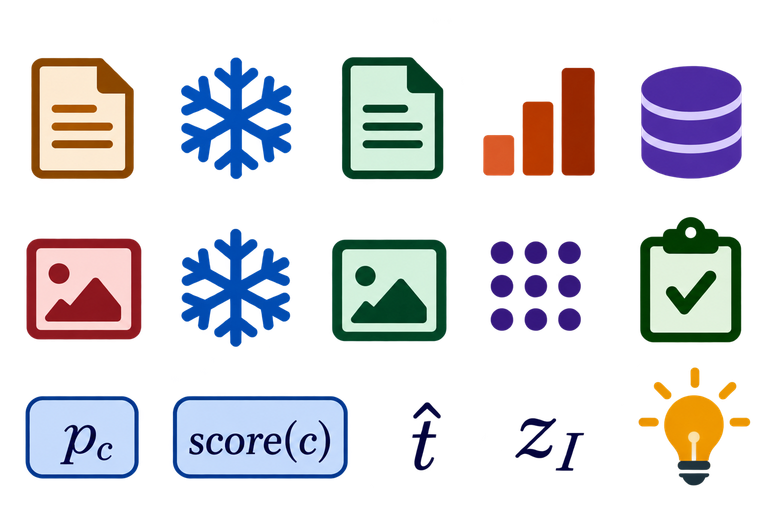 p_c
score(c)
t̂
z_I